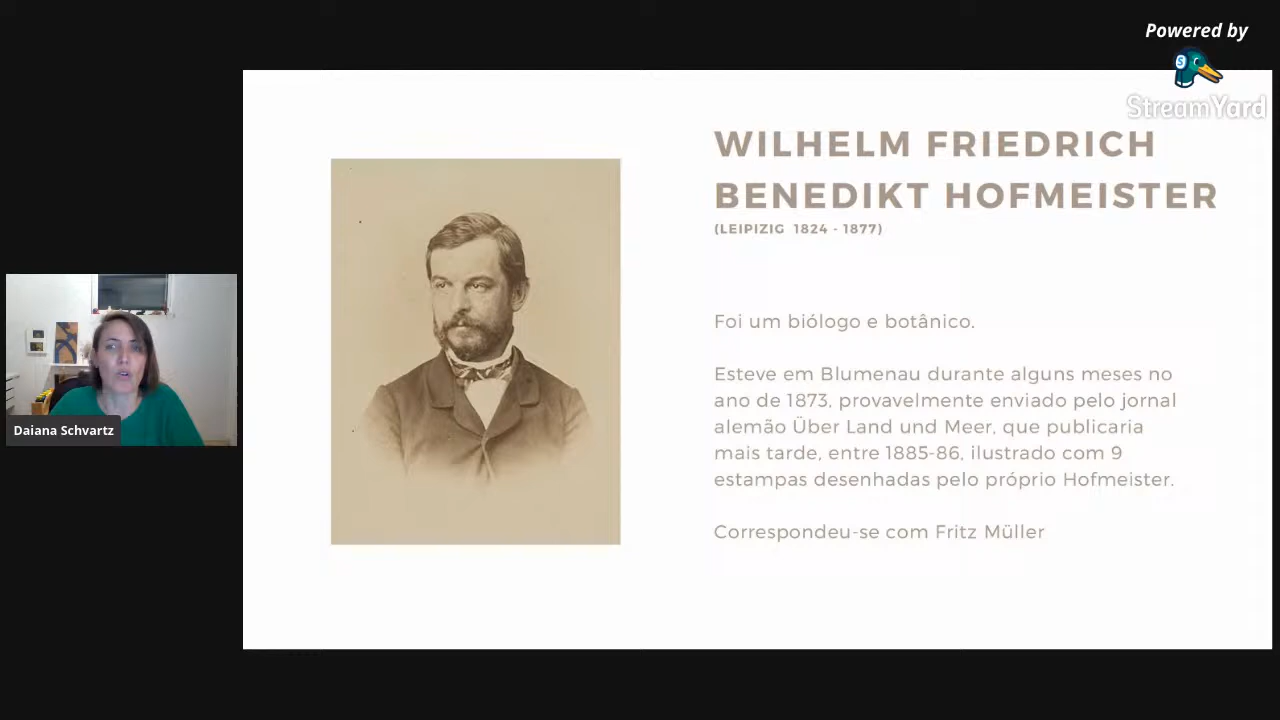 Powered by
StreamYard
WILHELM FRIEDRICH
BENEDIKT HOFMEISTER
(LEIPIZIG 1824 - 1877)
Foi um biólogo e botânico.
Esteve em Blumenau durante alguns meses no
ano de 1873, provavelmente enviado pelo jornal
alemão Über Land und Meer, que publicaria
mais tarde, entre 1885-86, ilustrado com 9
estampas desenhadas pelo próprio Hofmeister.
Correspondeu-se com Fritz Müller
Daiana Schvartz